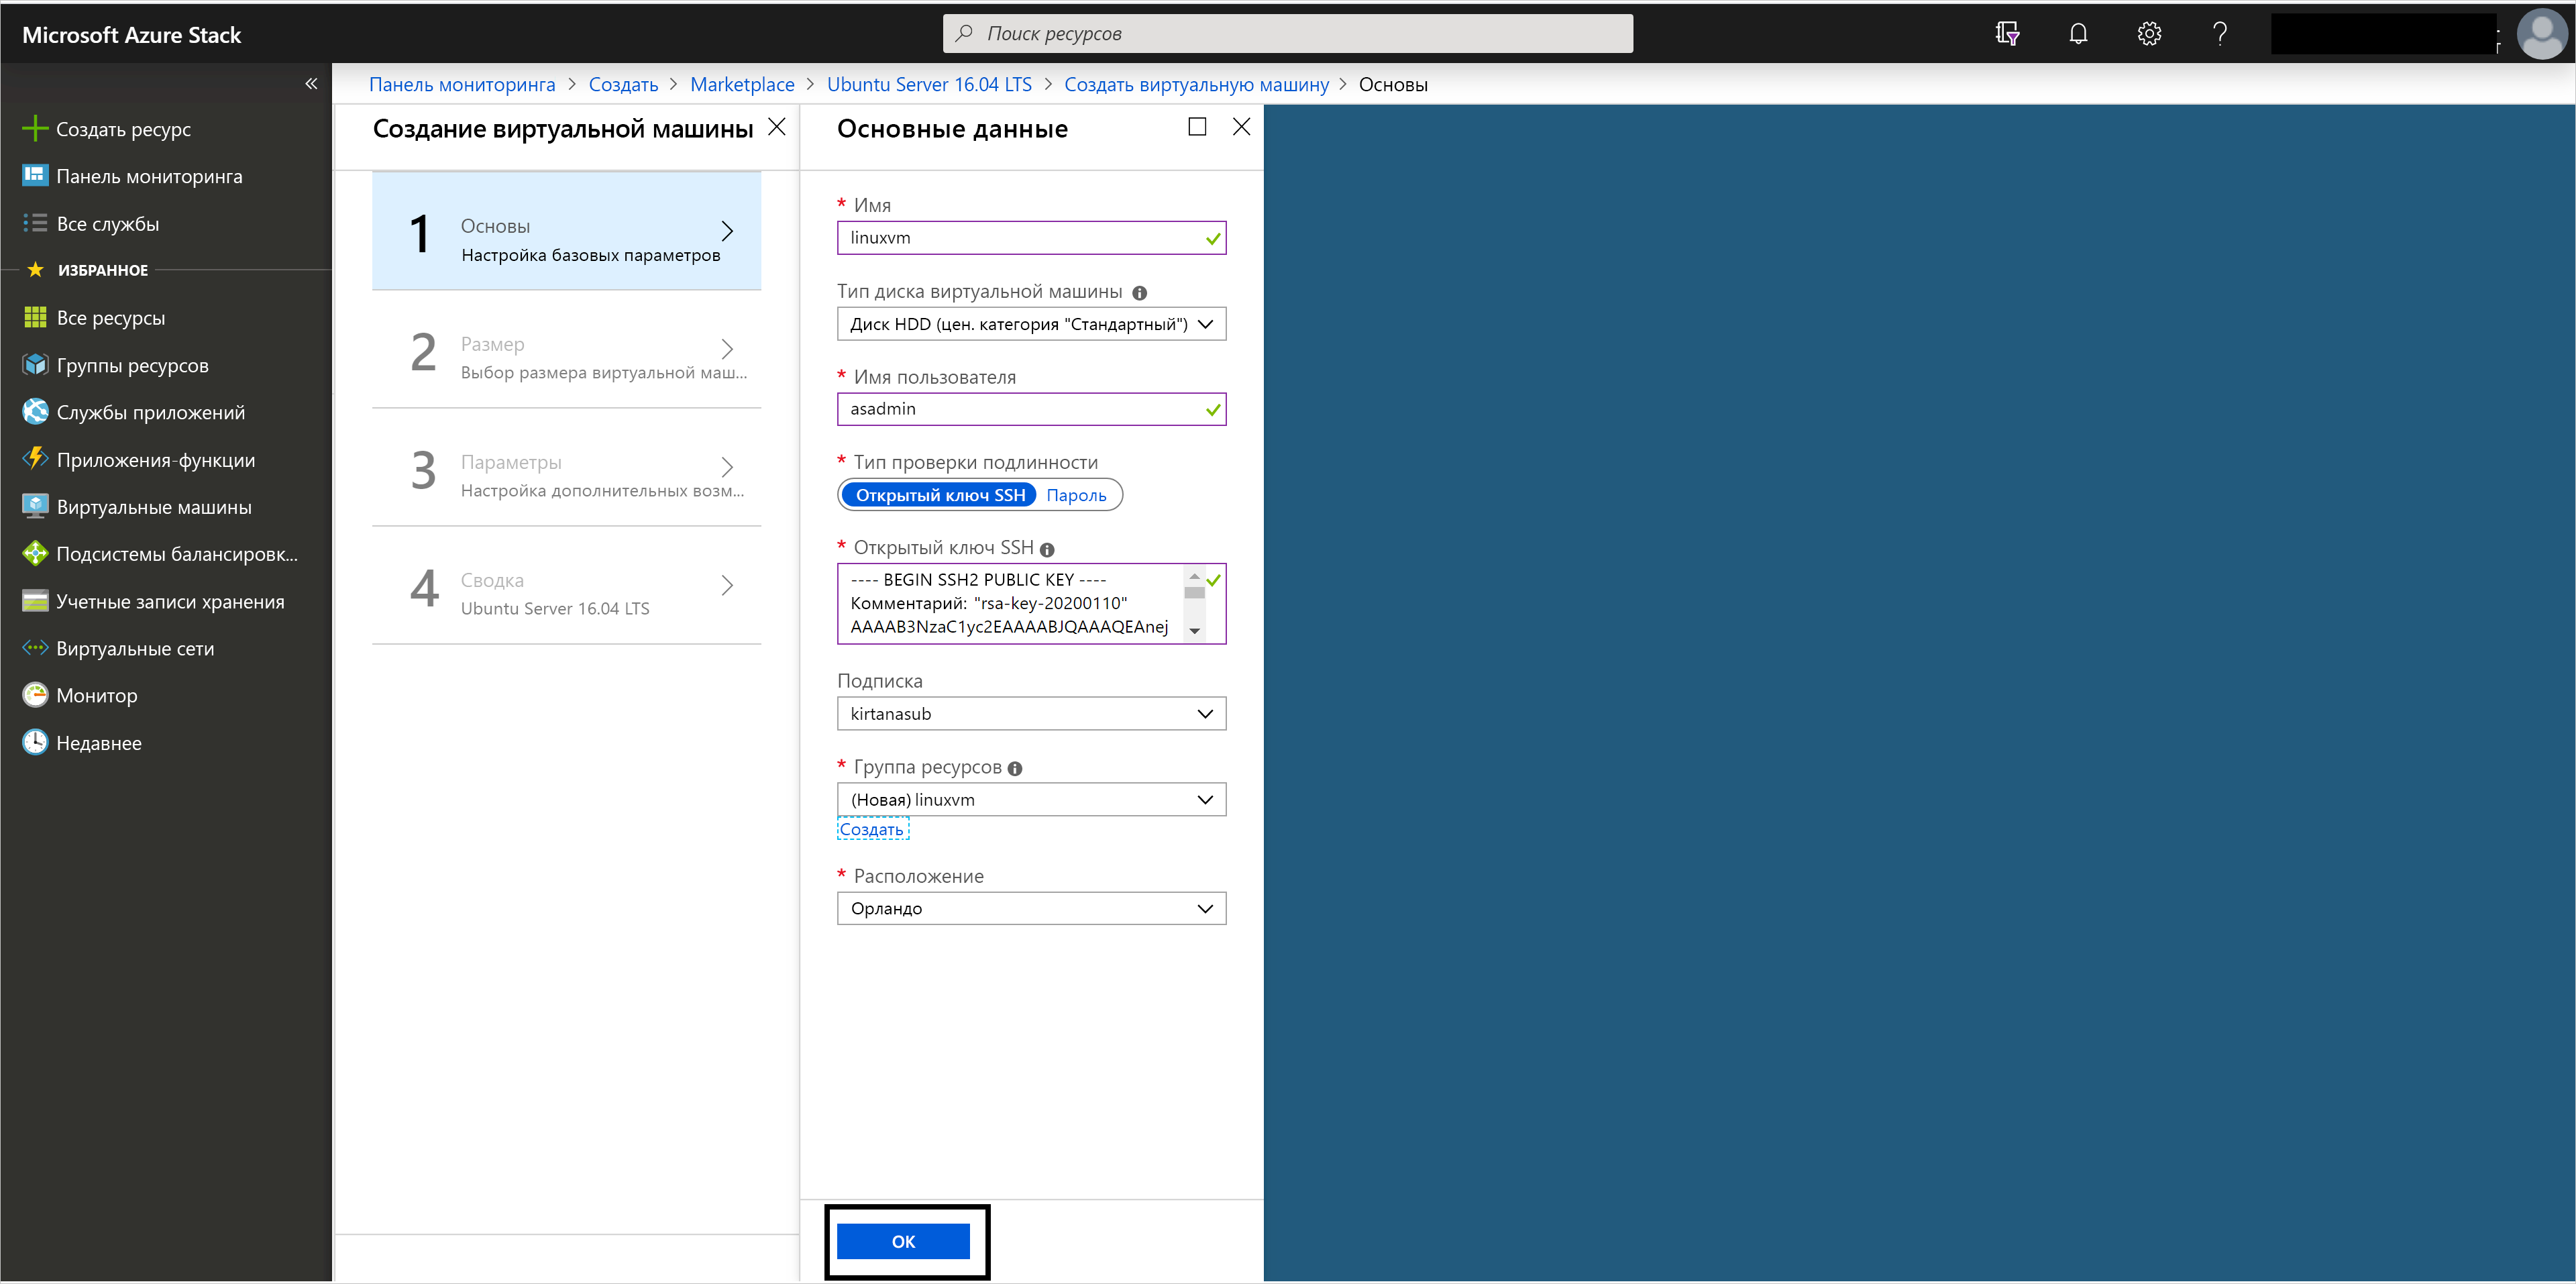 Microsoft Azure Stack
Поиск ресурсов
Панель мониторинга > Создать > Marketplace > Ubuntu Server 16.04 LTS > Создать виртуальную машину > Основы
Создать ресурс
Панель мониторинга
Все службы
ИЗБРАННОЕ
Все ресурсы
Группы ресурсов
Службы приложений
Приложения-функции
Виртуальные машины
Подсистемы балансировк...
Учетные записи хранения
Виртуальные сети
Монитор
Недавнее
Создание виртуальной машины
1
Основы
Настройка базовых параметров
2
Размер
Выбор размера виртуальной маш...
3
Параметры
Настройка дополнительных возм...
4
Сводка
Ubuntu Server 16.04 LTS
Основные данные
* Имя
linuxvm
Тип диска виртуальной машины
Диск HDD (цен. категория "Стандартный")
* Имя пользователя
asadmin
* Тип проверки подлинности
Открытый ключ SSH Пароль
* Открытый ключ SSH
---- BEGIN SSH2 PUBLIC KEY ----
Комментарий: "rsa-key-20200110"
AAAAB3NzaC1yc2EAAAABJQAAAQEAnej
Подписка
kirtanasub
* Группа ресурсов
(Новая) linuxvm
Создать
* Расположение
Орландо
ОК